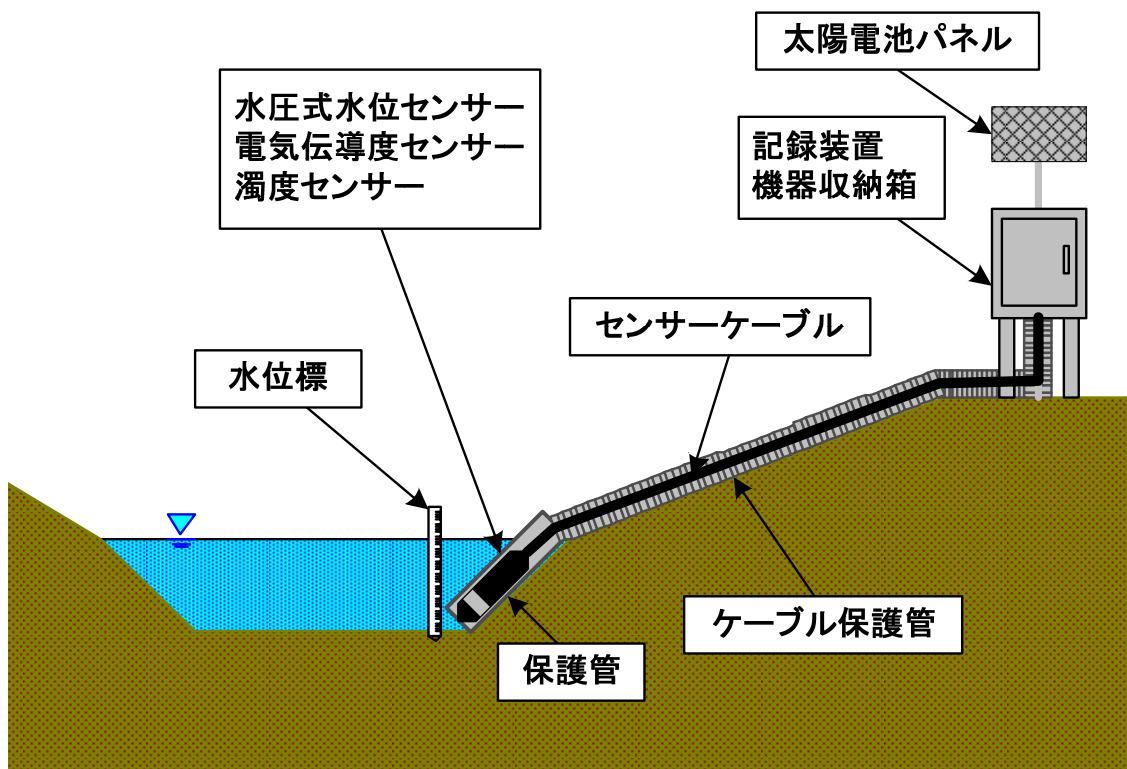 太陽電池パネル
水圧式水位センサー
電気伝導度センサー
濁度センサー
記録装置
機器収納箱
センサーケーブル
水位標
ケーブル保護管
保護管